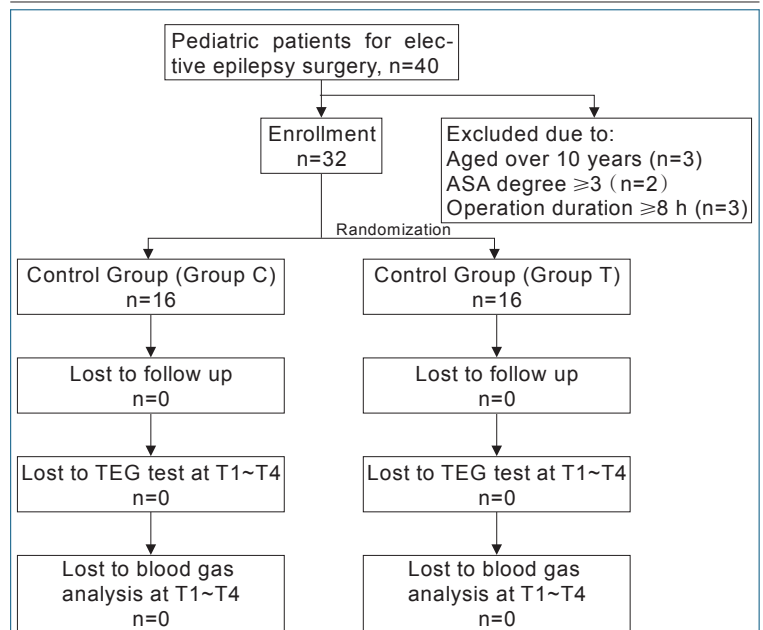 Pediatric patients for elec-
tive epilepsy surgery, n=40
Enrollment
n=32
Excluded due to:
Aged over 10 years (n=3)
ASA degree ≥3（n=2）
Operation duration ≥8 h (n=3)
Randomization
Control Group (Group C)
n=16
Control Group (Group T)
n=16
Lost to follow up
n=0
Lost to follow up
n=0
Lost to TEG test at T1~T4
n=0
Lost to TEG test at T1~T4
n=0
Lost to blood gas
analysis at T1~T4
n=0
Lost to blood gas
analysis at T1~T4
n=0